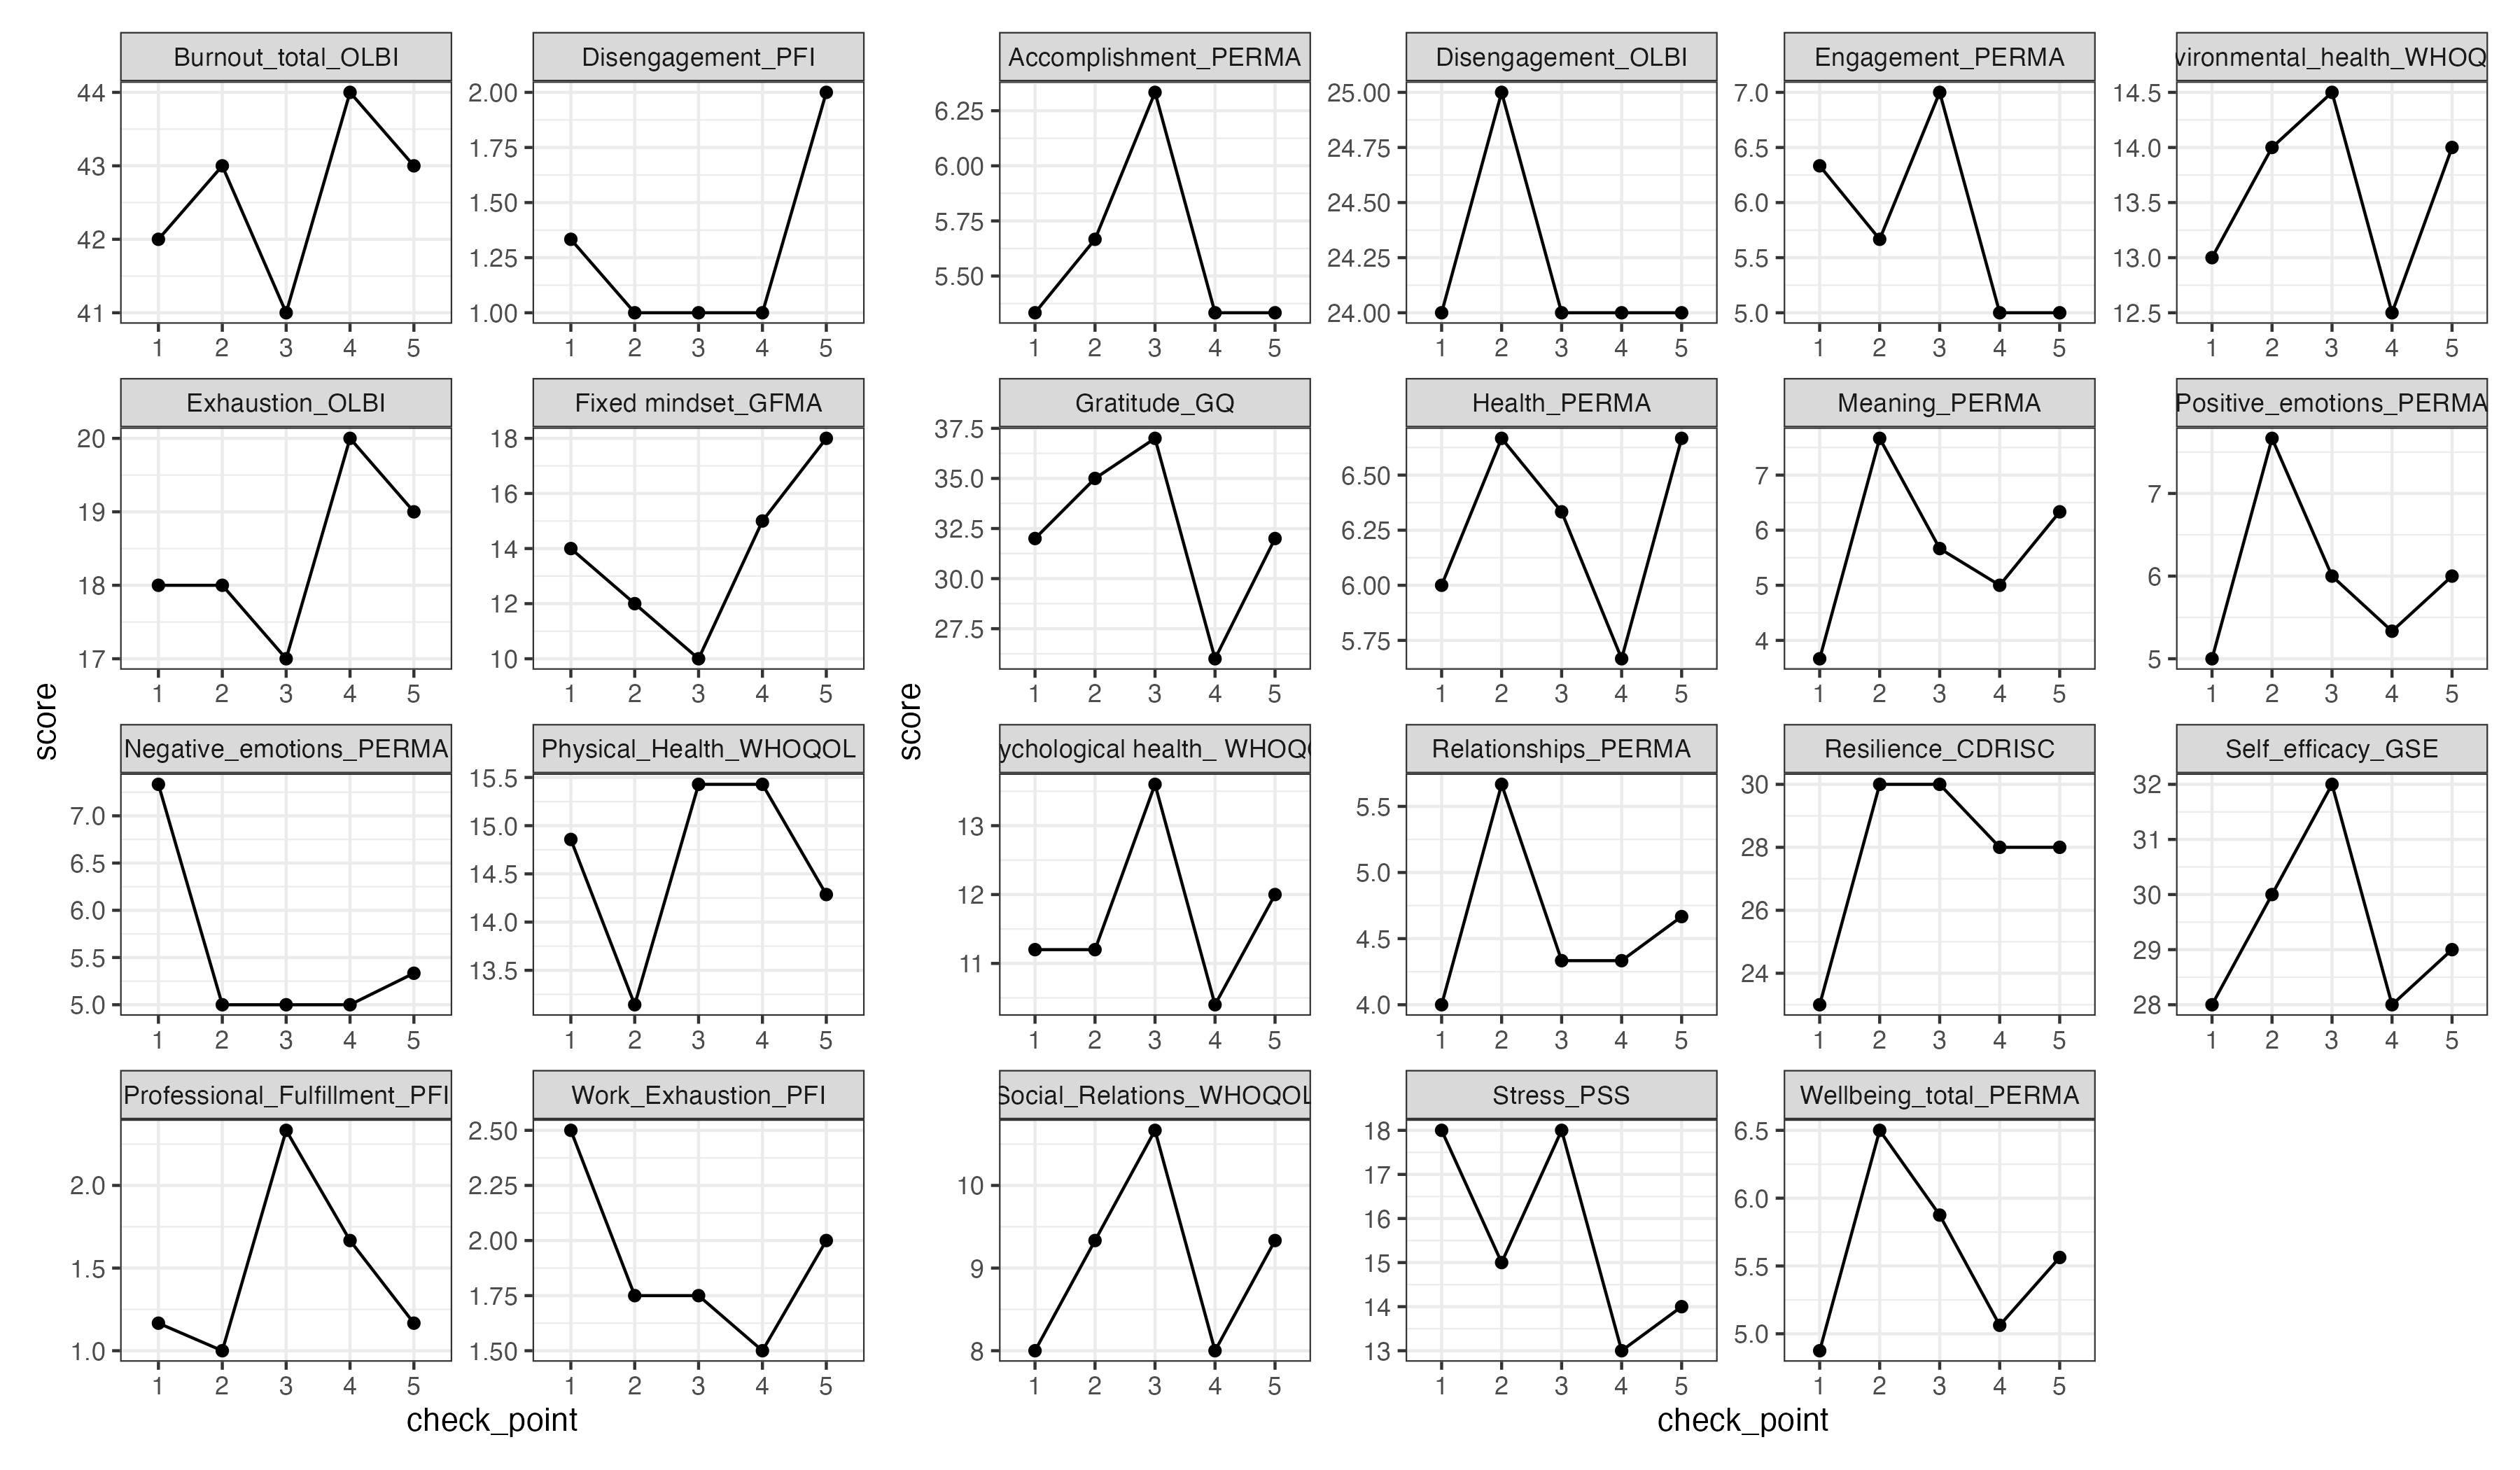 Burnout_total_OLBI
44
43
42
41
1 2 3 4 5
Disengagement_PFI
2.00
1.75
1.50
1.25
1.00
1 2 3 4 5
Accomplishment_PERMA
6.25
6.00
5.75
5.50
1 2 3 4 5
Disengagement_OLBI
25.00
24.75
24.50
24.25
24.00
1 2 3 4 5
Engagement_PERMA
7.0
6.5
6.0
5.5
5.0
1 2 3 4 5
vironmental_health_WHOQ
14.5
14.0
13.5
13.0
12.5
1 2 3 4 5
Exhaustion_OLBI
20
19
18
17
1 2 3 4 5
Fixed mindset_GFMA
18
16
14
12
10
1 2 3 4 5
Gratitude_GQ
37.5
35.0
32.5
30.0
27.5
1 2 3 4 5
Health_PERMA
6.50
6.25
6.00
5.75
1 2 3 4 5
Meaning_PERMA
7
6
5
4
1 2 3 4 5
Positive_emotions_PERMA
7
6
5
1 2 3 4 5
score
score
Negative_emotions_PERMA
7.0
6.5
6.0
5.5
5.0
1 2 3 4 5
Physical_Health_WHOQOL
15.5
15.0
14.5
14.0
13.5
1 2 3 4 5
ychological health_ WHOQO
13
12
11
1 2 3 4 5
Relationships_PERMA
5.5
5.0
4.5
4.0
1 2 3 4 5
Resilience_CDRISC
30
28
26
24
1 2 3 4 5
Self_efficacy_GSE
32
31
30
29
28
1 2 3 4 5
Professional_Fulfillment_PFI
2.0
1.5
1.0
1 2 3 4 5
Work_Exhaustion_PFI
2.50
2.25
2.00
1.75
1.50
1 2 3 4 5
Social_Relations_WHOQOL
10
9
8
1 2 3 4 5
Stress_PSS
18
17
16
15
14
13
1 2 3 4 5
Wellbeing_total_PERMA
6.5
6.0
5.5
5.0
1 2 3 4 5
check_point
check_point